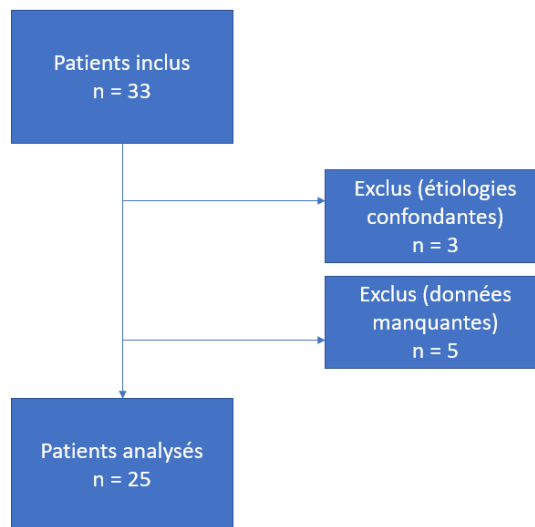 Patients inclus
n = 33
Exclus (étiologies
confondantes)
n = 3
Exclus (données
manquantes)
n = 5
Patients analysés
n = 25